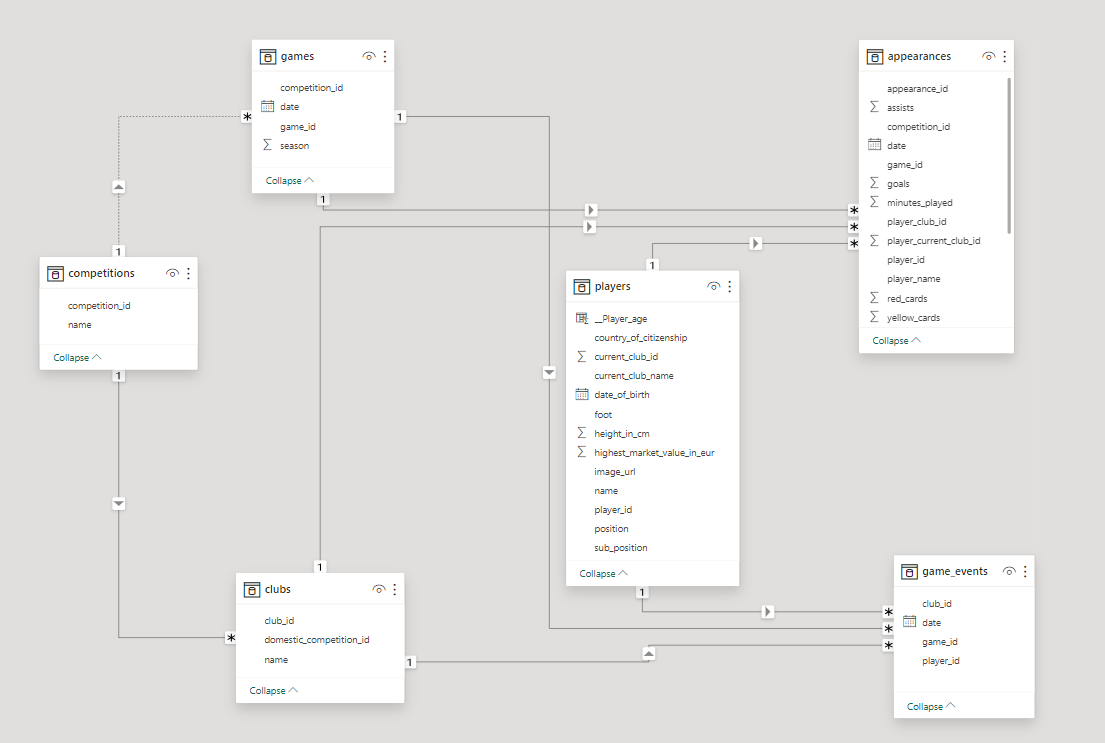 games
competition_id
date
game_id
season
Collapse
appearances
appearance_id
assists
competition_id
date
game_id
goals
minutes_played
player_club_id
player_current_club_id
player_id
player_name
red_cards
yellow_cards
Collapse
competitions
competition_id
name
Collapse
players
__Player_age
country_of_citizenship
current_club_id
current_club_name
date_of_birth
foot
height_in_cm
highest_market_value_in_eur
image_url
name
player_id
position
sub_position
Collapse
clubs
club_id
domestic_competition_id
name
Collapse
game_events
club_id
date
game_id
player_id
Collapse
*
1
1
*
*
*
1
1
1
1
*
1
1
1
*
*
*